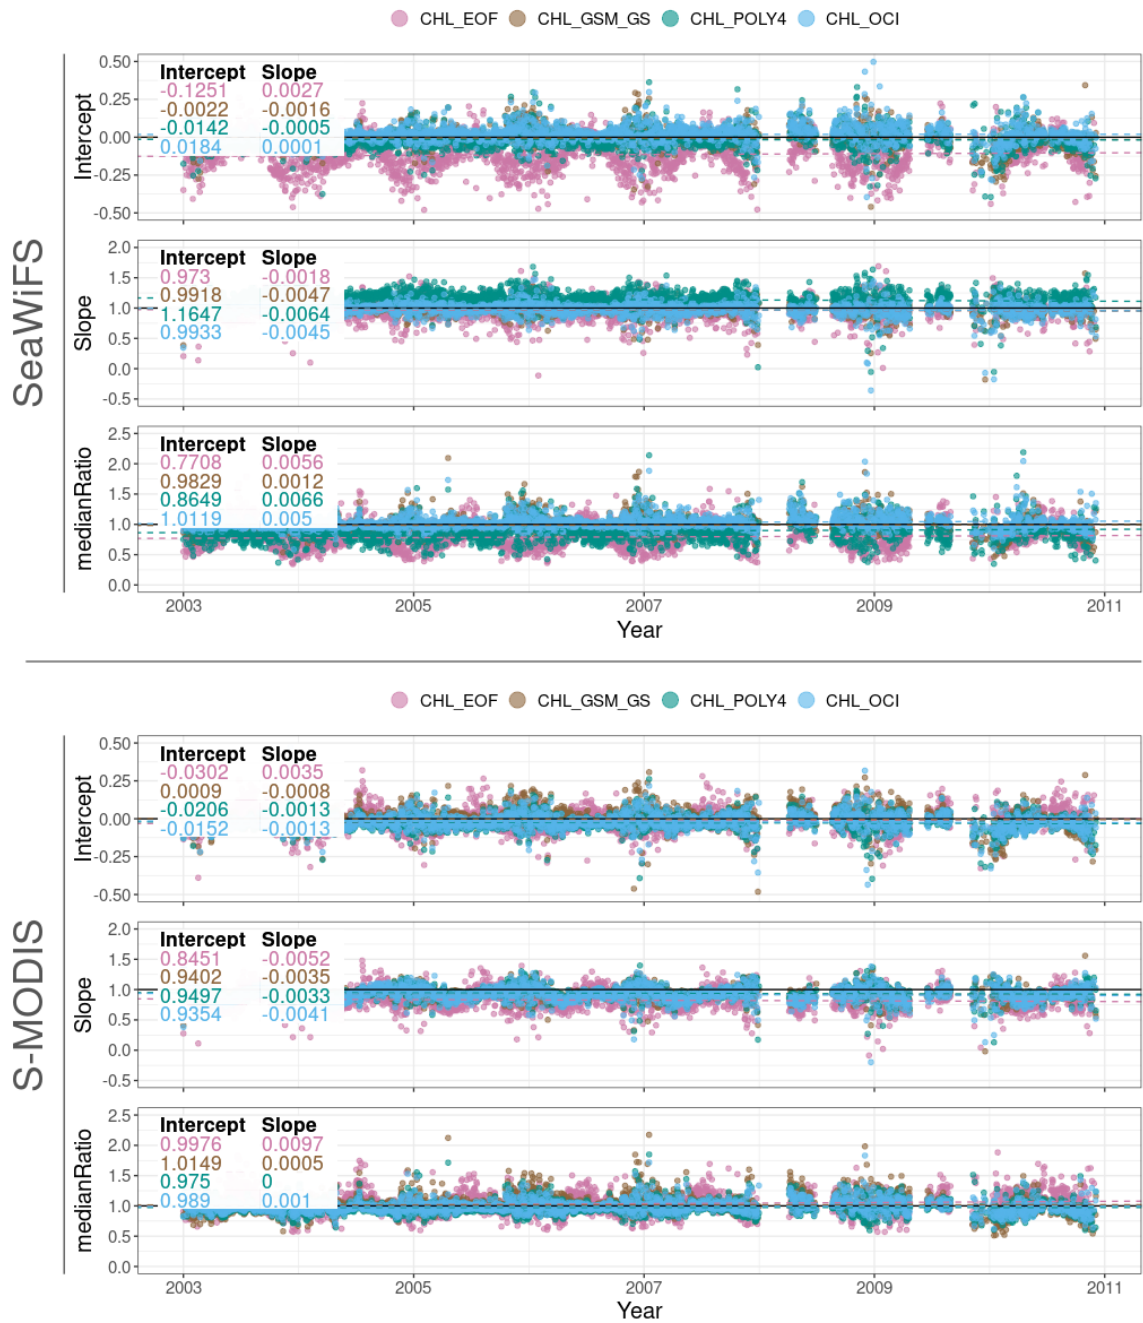 CHL_EOF CHL_GSM_GS CHL_POLY4 CHL_OCI
SeaWiFS
Intercept
0.50
0.25
0.00
-0.25
-0.50
Intercept Slope
-0.1251 0.0027
-0.0022 -0.0016
-0.0142 -0.0005
0.0184 0.0001
Slope
2.0
1.5
1.0
0.5
0.0
-0.5
Intercept Slope
0.973 -0.0018
0.9918 -0.0047
1.1647 -0.0064
0.9933 -0.0045
medianRatio
2.5
2.0
1.5
1.0
0.5
0.0
Intercept Slope
0.7708 0.0056
0.9829 0.0012
0.8649 0.0066
1.0119 0.005
2003 2005 2007 2009 2011
Year
CHL_EOF CHL_GSM_GS CHL_POLY4 CHL_OCI
S-MODIS
Intercept
0.50
0.25
0.00
-0.25
-0.50
Intercept Slope
-0.0302 0.0035
0.0009 -0.0008
-0.0206 -0.0013
-0.0152 -0.0013
Slope
2.0
1.5
1.0
0.5
0.0
-0.5
Intercept Slope
0.8451 -0.0052
0.9402 -0.0035
0.9497 -0.0033
0.9354 -0.0041
medianRatio
2.5
2.0
1.5
1.0
0.5
0.0
Intercept Slope
0.9976 0.0097
1.0149 0.0005
0.975 0
0.989 0.001
2003 2005 2007 2009 2011
Year